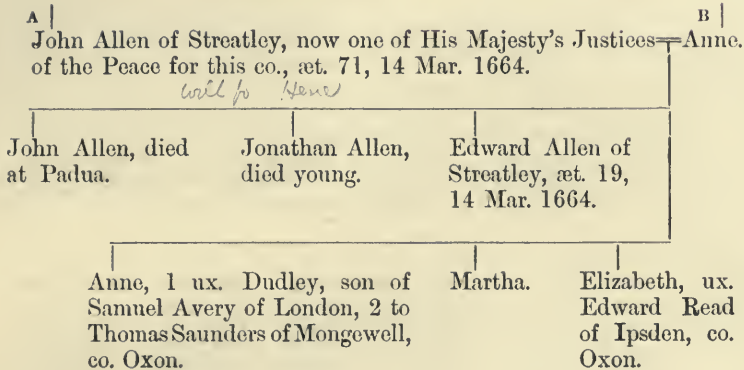 A B
John Allen of Streatley, now one of His Majesty's Justices=Anne.
of the Peace for this co., æt. 71, 14 Mar. 1664.
John Allen, died
at Padua.
Jonathan Allen,
died young.
Edward Allen of
Streatley, æt. 19,
14 Mar. 1664.
Anne, 1 ux. Dudley, son of
Samuel Avery of London, 2 to
Thomas Saunders of Mongewell,
co. Oxon.
Martha.
Elizabeth, ux.
Edward Read
of Ipsden, co.
Oxon.